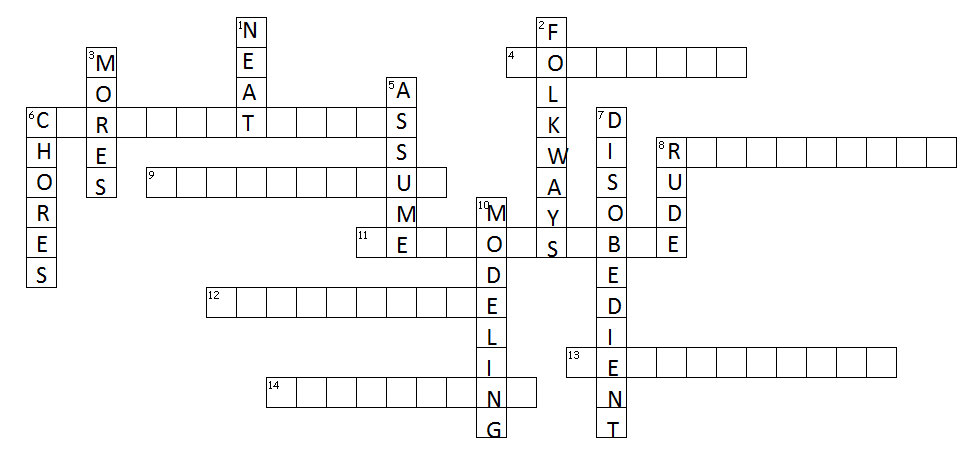 1 NEAT
2 FOLKWAYS
3 MORES
4
5 ASSUME
6 CHORES
7 DISOBEDIENT
8 RUDE
9
10 MODELING
11
12
13
14